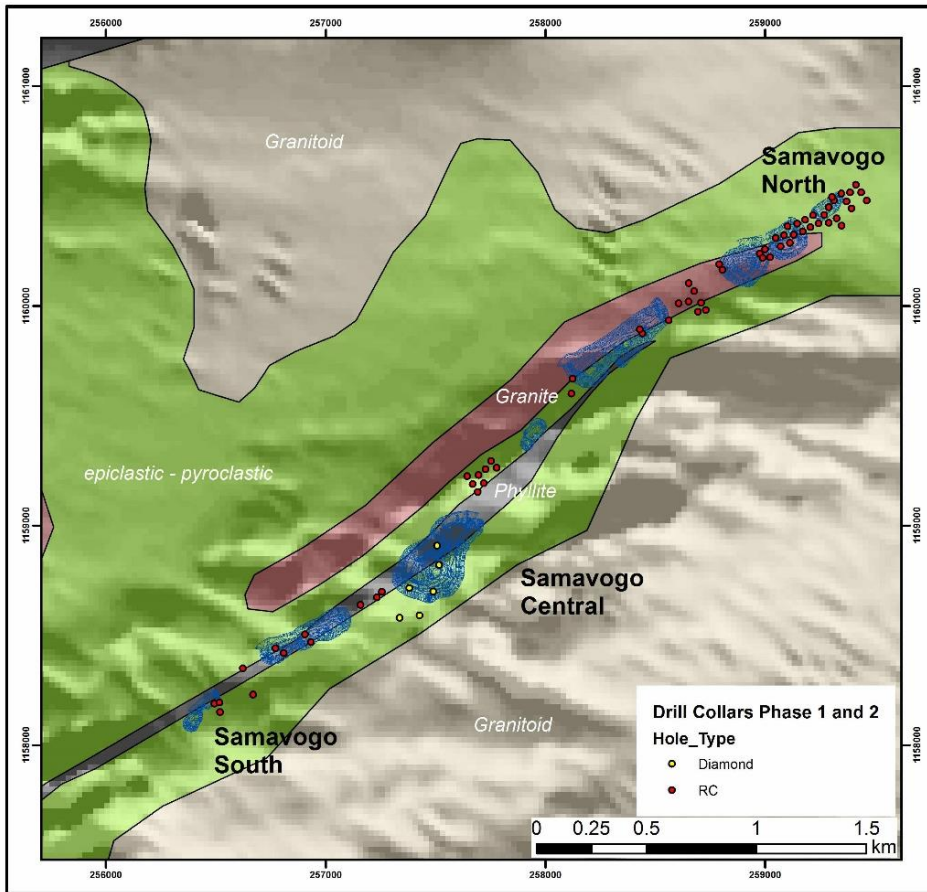 256000
257000
258000
259000
1161000
1161000
Granitoid
Samavogo
North
1160000
1160000
Granite
epiclastic - pyroclastic
Phyllite
1159000
1159000
Samavogo
Central
Granitoid
Samavogo
South
1158000
1158000
Drill Collars Phase 1 and 2
Hole_Type
Diamond
RC
0 0.25 0.5 1 1.5
km
256000
257000
258000
259000